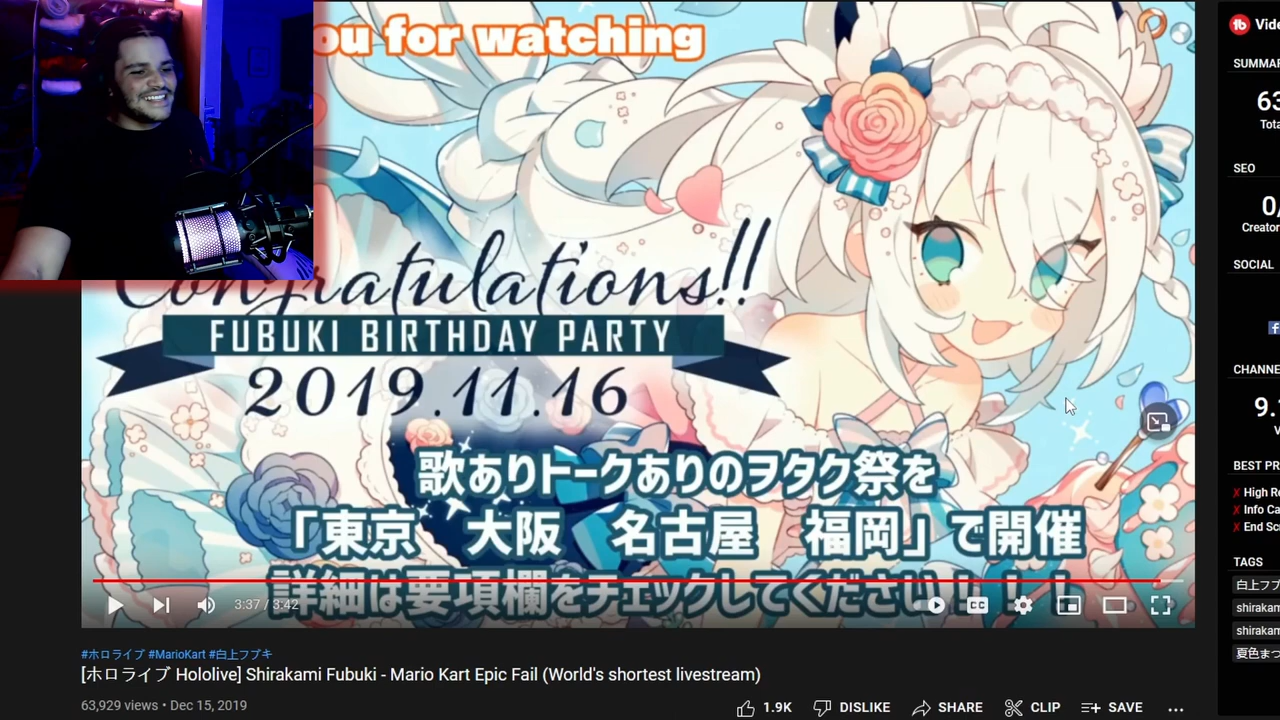 ou for watching
Congratulations!!
FUBUKI BIRTHDAY PARTY
2019.11.16
歌ありトークありのヲタク祭を
「東京 大阪 名古屋 福岡」で開催
詳細は要項欄をチェックしてください！！！
3:37 / 3:42
CC
#ホロライブ #MarioKart #白上フブキ
[ホロライブ Hololive] Shirakami Fubuki - Mario Kart Epic Fail (World's shortest livestream)
63,929 views • Dec 15, 2019
1.9K
DISLIKE
SHARE
CLIP
SAVE
...
Vide
SUMMAR
63
Tota
SEO
0/
Creator
SOCIAL
f
CHANNE
9.
V
BEST PR
X High Re
X Info Ca
X End Sc
TAGS
白上フブ
shirakan
shirakam
夏色まつ